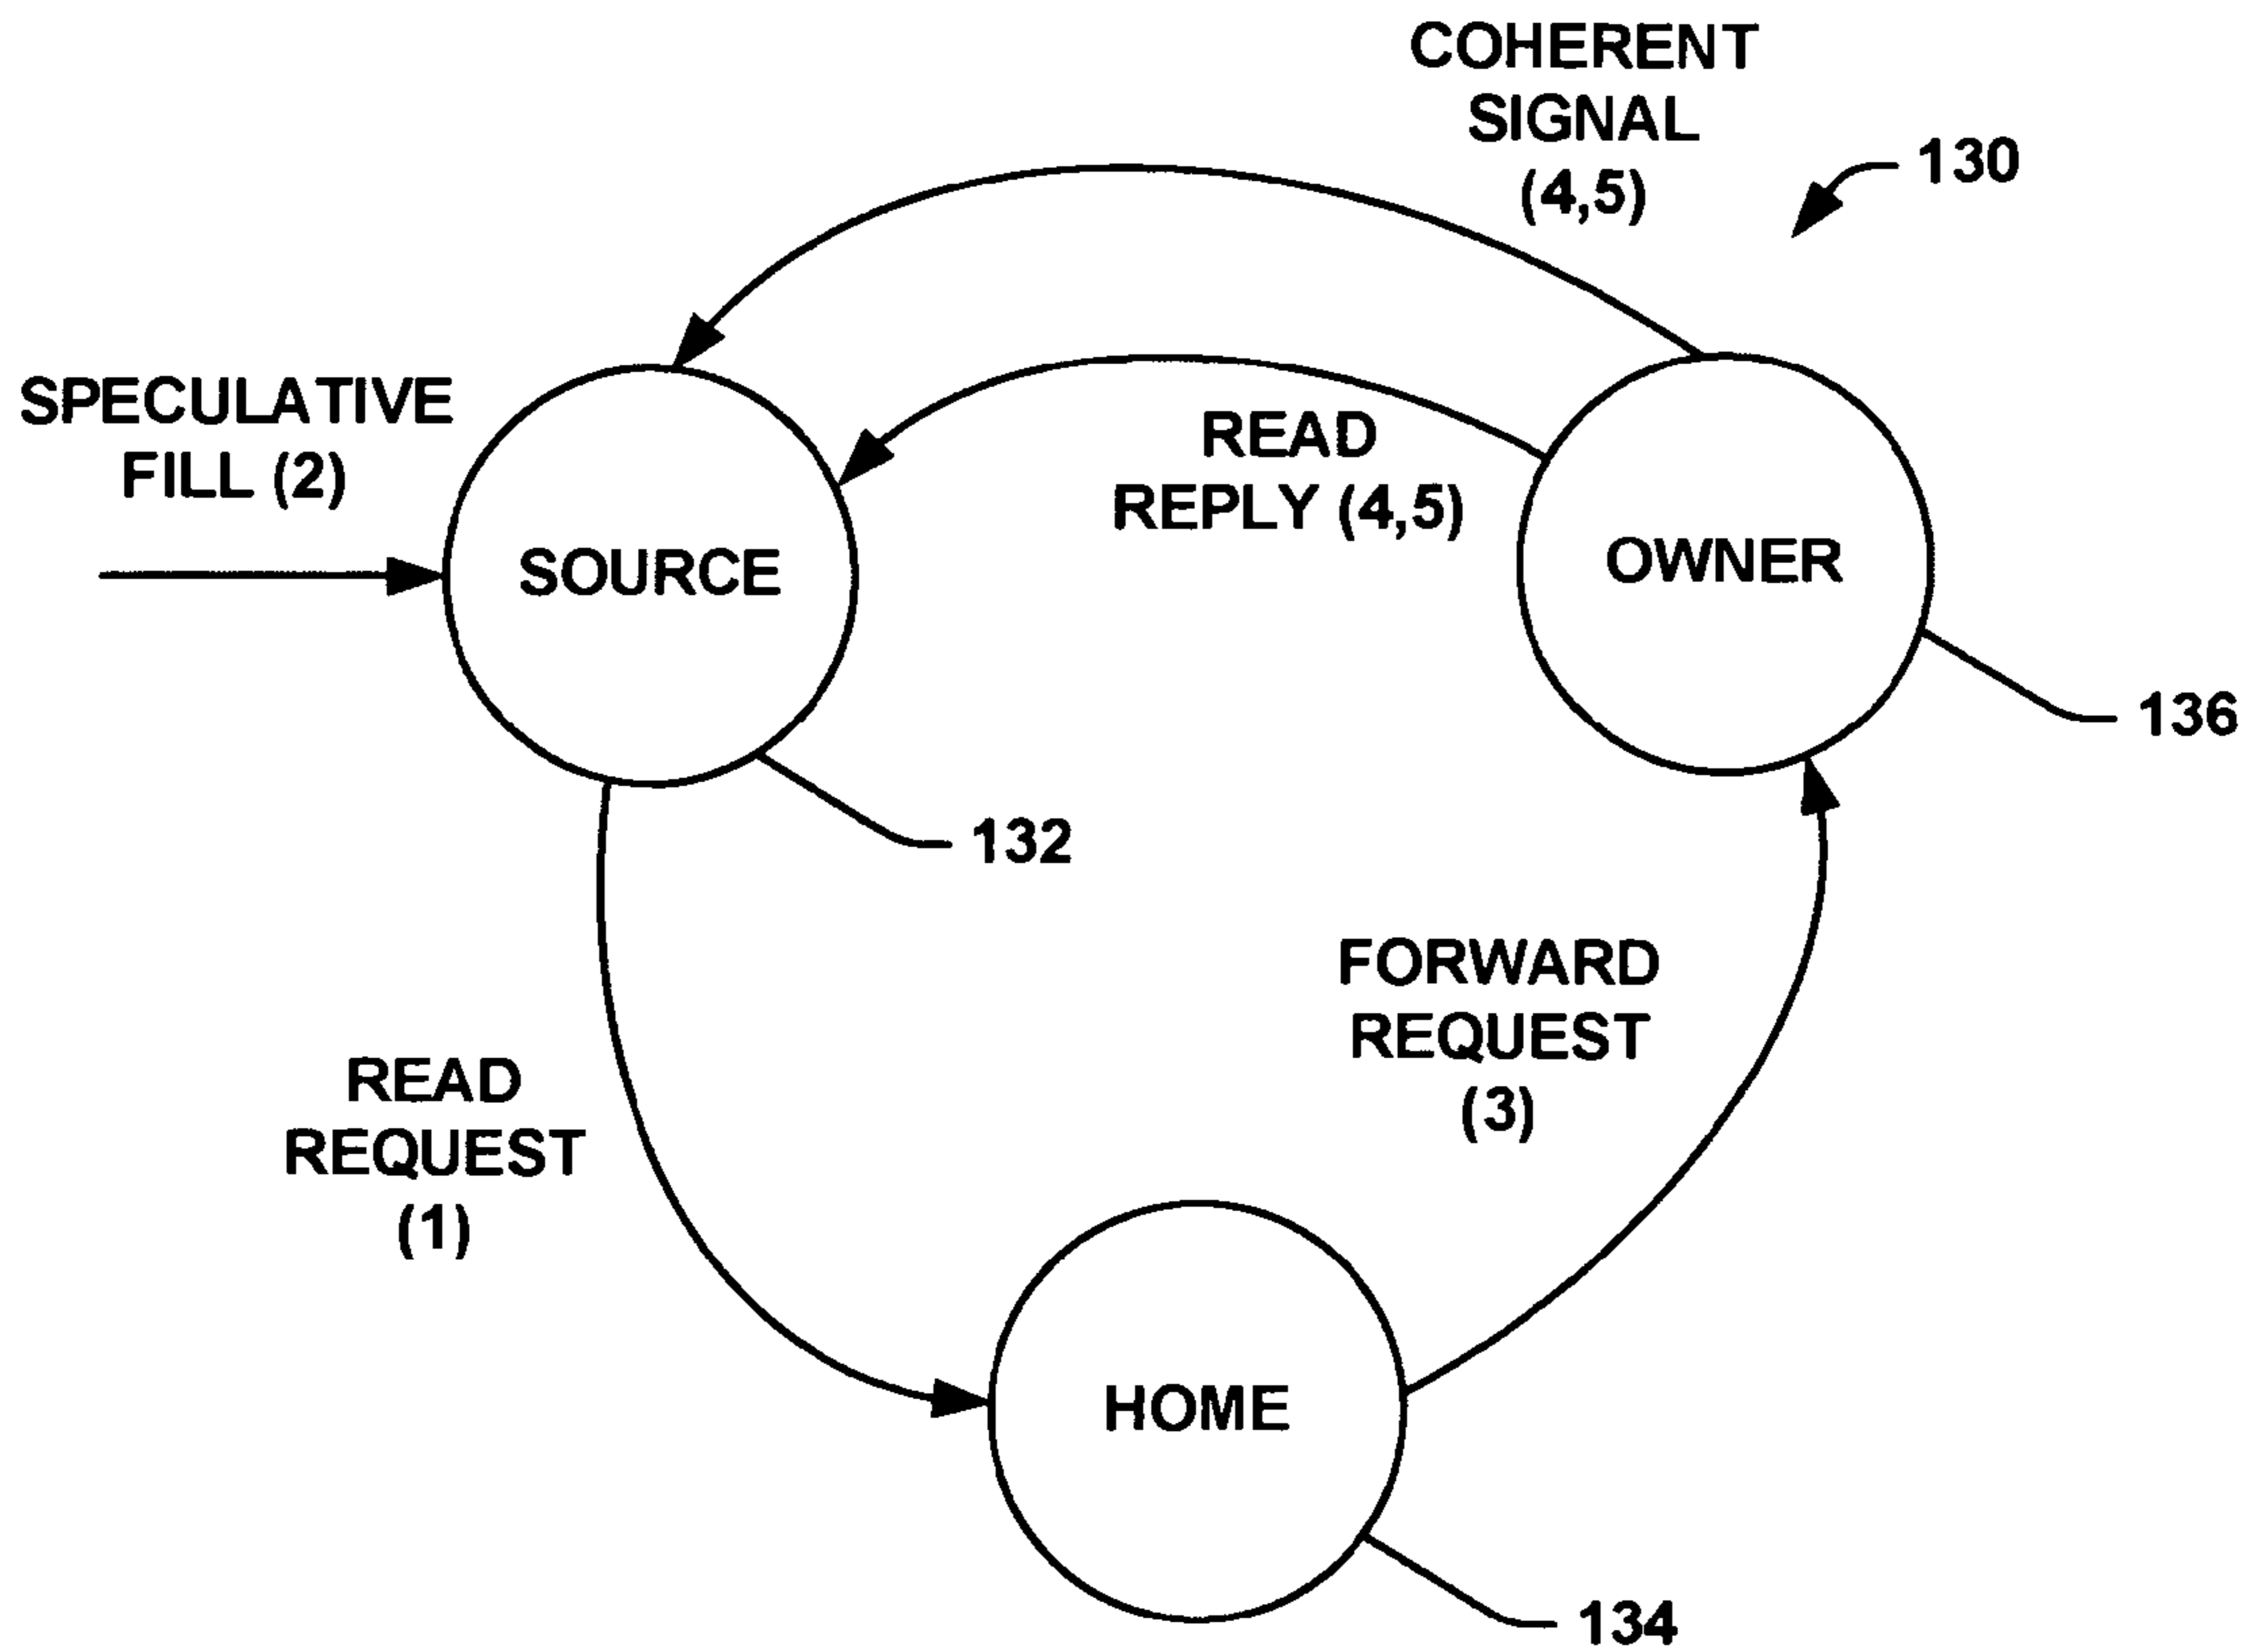 COHERENT
SIGNAL
(4,5)
130
SPECULATIVE
FILL (2)
READ
REPLY (4,5)
SOURCE
OWNER
136
132
FORWARD
REQUEST
(3)
READ
REQUEST
(1)
HOME
134